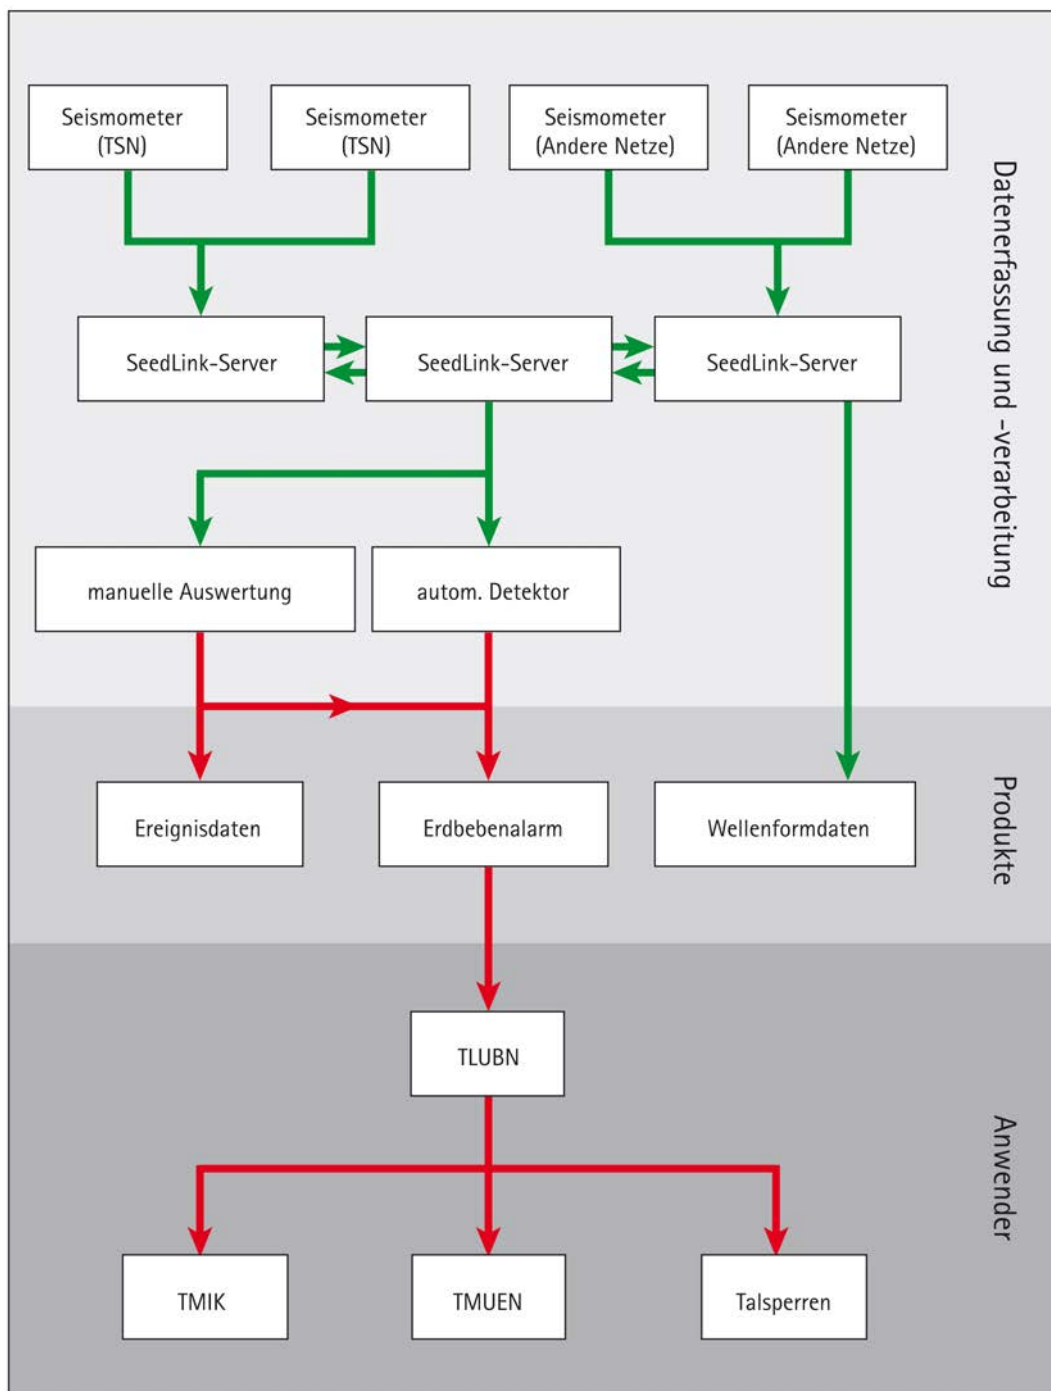 Seismometer
(TSN)
Seismometer
(TSN)
Seismometer
(Andere Netze)
Seismometer
(Andere Netze)
Datenerfassung und -verarbeitung
SeedLink-Server
SeedLink-Server
SeedLink-Server
manuelle Auswertung
autom. Detektor
Produkte
Ereignisdaten
Erdbebenalarm
Wellenformdaten
Anwender
TLUBN
TMIK
TMUEN
Talsperren